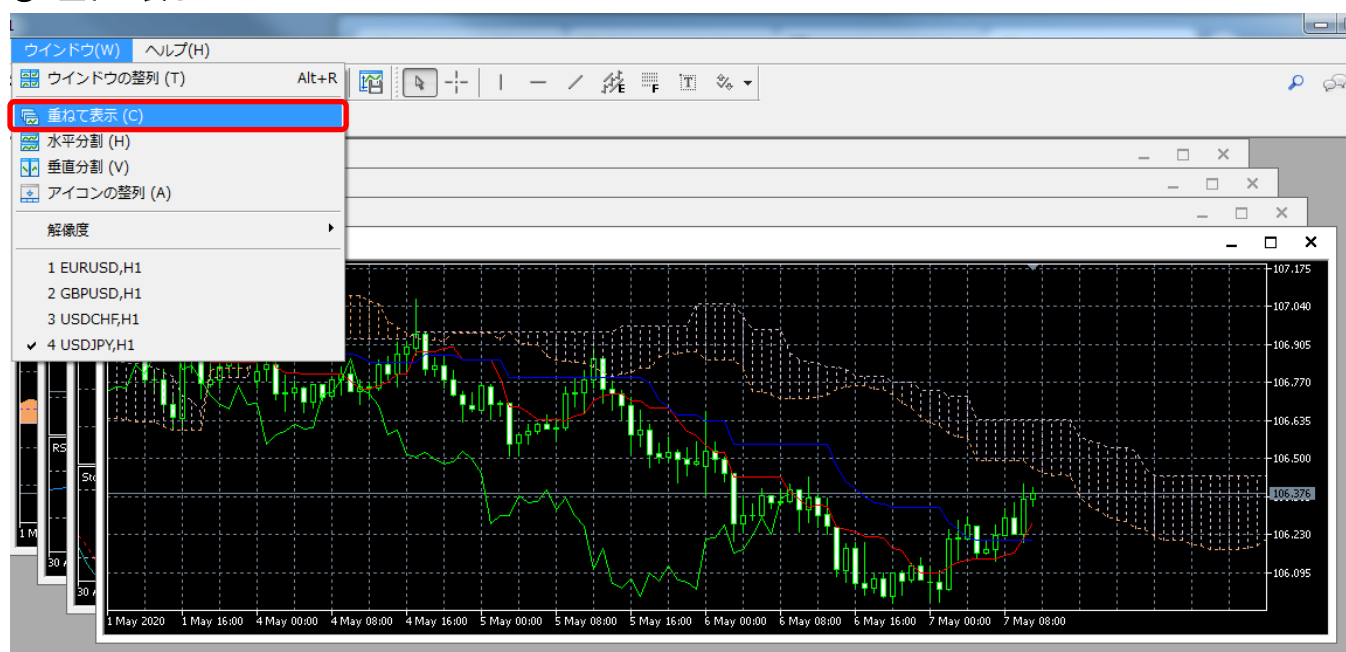 ウインドウ(W) ヘルプ(H)
ウインドウの整列 (T) Alt+R
E F T
重ねて表示 (C)
水平分割 (H)
垂直分割 (V)
アイコンの整列 (A)
解像度
1 EURUSD,H1
2 GBPUSD,H1
3 USDCHF,H1
4 USDJPY,H1
107.175
107.040
106.905
106.770
106.635
106.500
106.376
106.230
106.095
RS
Sto
1 M
30 A
30 A
1 May 2020 1 May 16:00 4 May 00:00 4 May 08:00 4 May 16:00 5 May 00:00 5 May 08:00 5 May 16:00 6 May 00:00 6 May 08:00 6 May 16:00 7 May 00:00 7 May 08:00